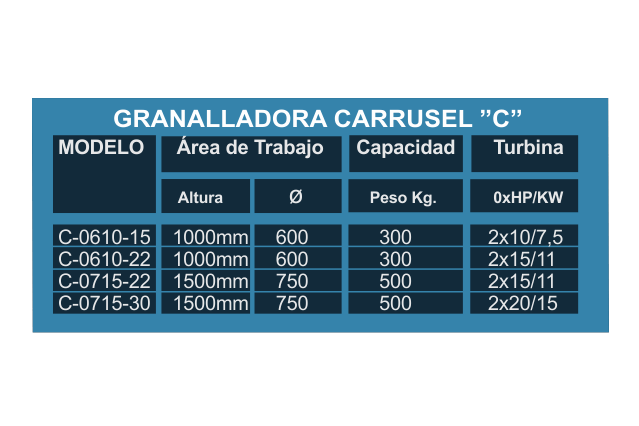 GRANALLADORA CARRUSEL ”C”
MODELO Área de Trabajo Capacidad Turbina
Altura Ø Peso Kg. 0xHP/KW
C-0610-15 1000mm 600 300 2x10/7,5
C-0610-22 1000mm 600 300 2x15/11
C-0715-22 1500mm 750 500 2x15/11
C-0715-30 1500mm 750 500 2x20/15